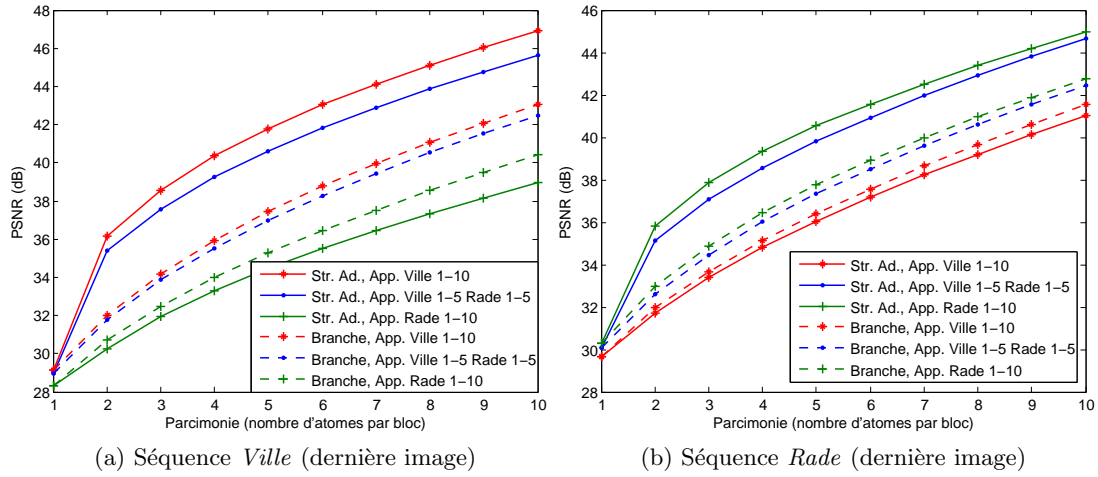 48
46
44
42
40
38
36
34
32
30
28
PSNR (dB)
1 2 3 4 5 6 7 8 9 10
Parcimonie (nombre d'atomes par bloc)
Str. Ad., App. Ville 1–10
Str. Ad., App. Ville 1–5 Rade 1–5
Str. Ad., App. Rade 1–10
Branche, App. Ville 1–10
Branche, App. Ville 1–5 Rade 1–5
Branche, App. Rade 1–10
(a) Séquence Ville (dernière image)
46
44
42
40
38
36
34
32
30
28
PSNR (dB)
1 2 3 4 5 6 7 8 9 10
Parcimonie (nombre d'atomes par bloc)
Str. Ad., App. Ville 1–10
Str. Ad., App. Ville 1–5 Rade 1–5
Str. Ad., App. Rade 1–10
Branche, App. Ville 1–10
Branche, App. Ville 1–5 Rade 1–5
Branche, App. Rade 1–10
(b) Séquence Rade (dernière image)